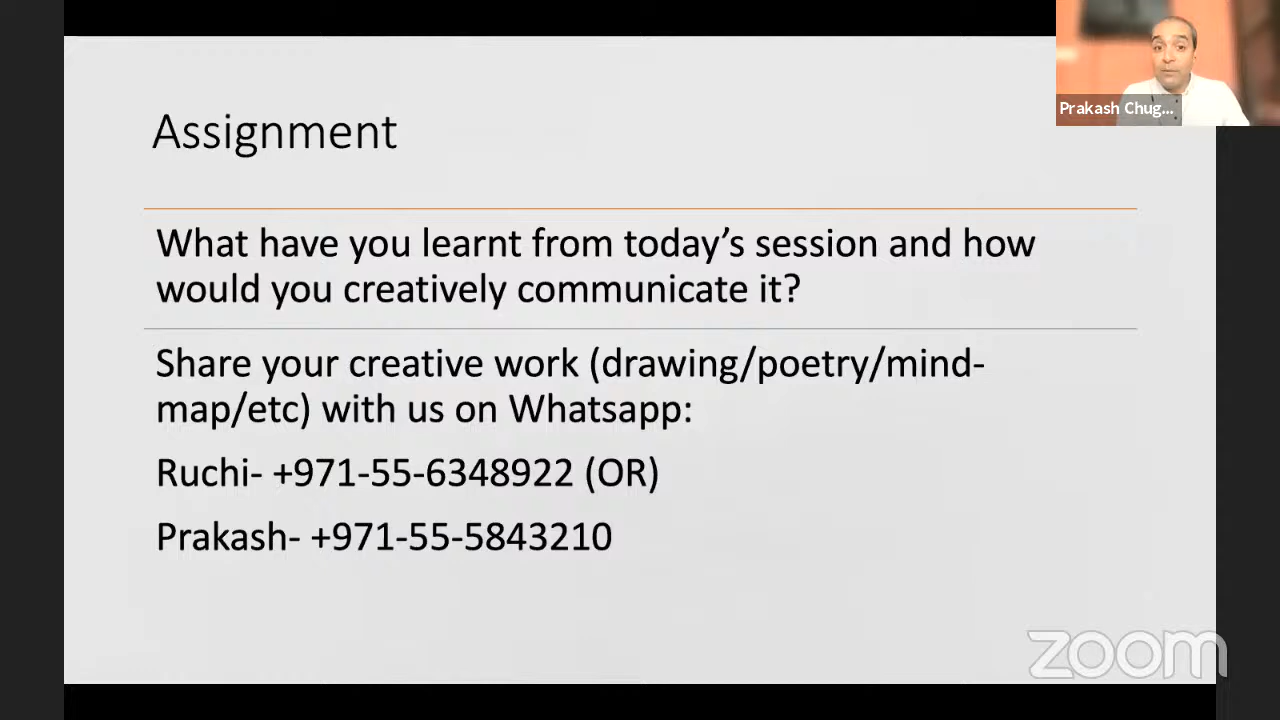 Prakash Chug...
Assignment
What have you learnt from today’s session and how
would you creatively communicate it?
Share your creative work (drawing/poetry/mind-
map/etc) with us on Whatsapp:
Ruchi- +971-55-6348922 (OR)
Prakash- +971-55-5843210
zoom